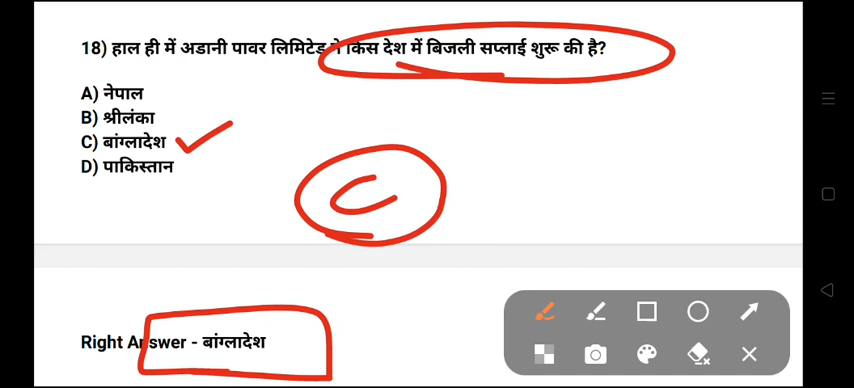 18) हाल ही में अडानी पावर लिमिटेड ने किस देश में बिजली सप्लाई शुरू की है?
A) नेपाल
B) श्रीलंका
C) बांग्लादेश
D) पाकिस्तान
C
Right Answer - बांग्लादेश